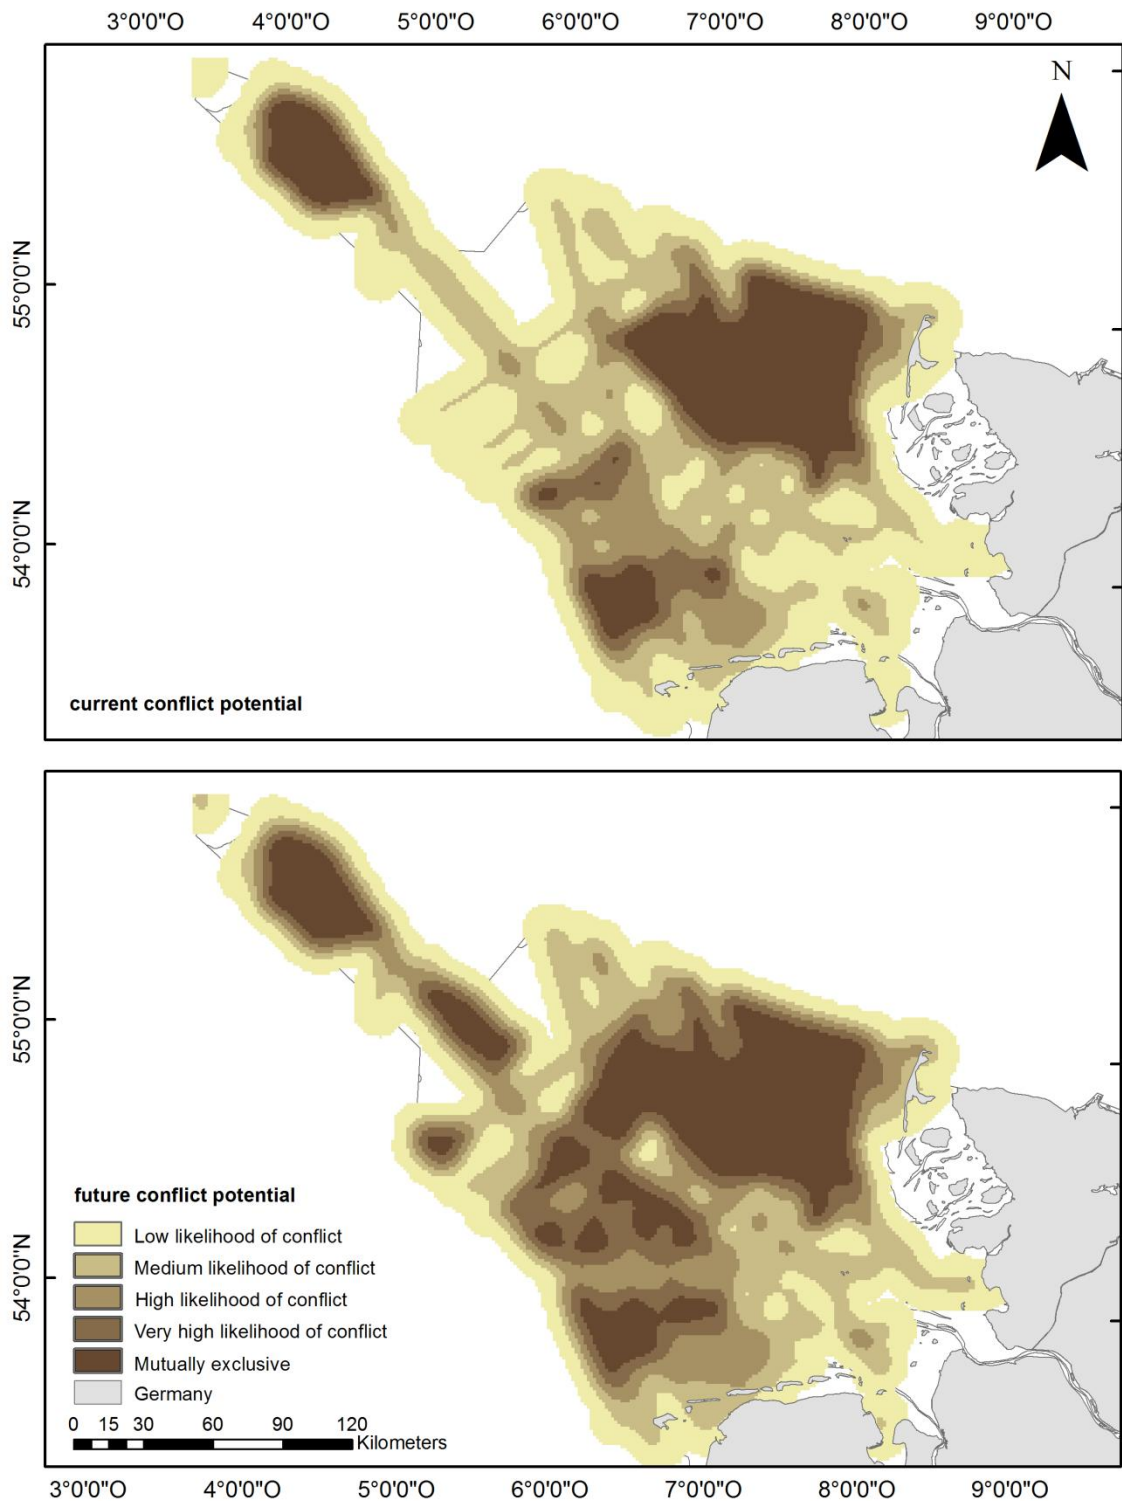 3°0'0"O 4°0'0"O 5°0'0"O 6°0'0"O 7°0'0"O 8°0'0"O 9°0'0"O
N
55°0'0"N
54°0'0"N
current conflict potential
55°0'0"N
54°0'0"N
future conflict potential
Low likelihood of conflict
Medium likelihood of conflict
High likelihood of conflict
Very high likelihood of conflict
Mutually exclusive
Germany
0 15 30 60 90 120
Kilometers
3°0'0"O 4°0'0"O 5°0'0"O 6°0'0"O 7°0'0"O 8°0'0"O 9°0'0"O